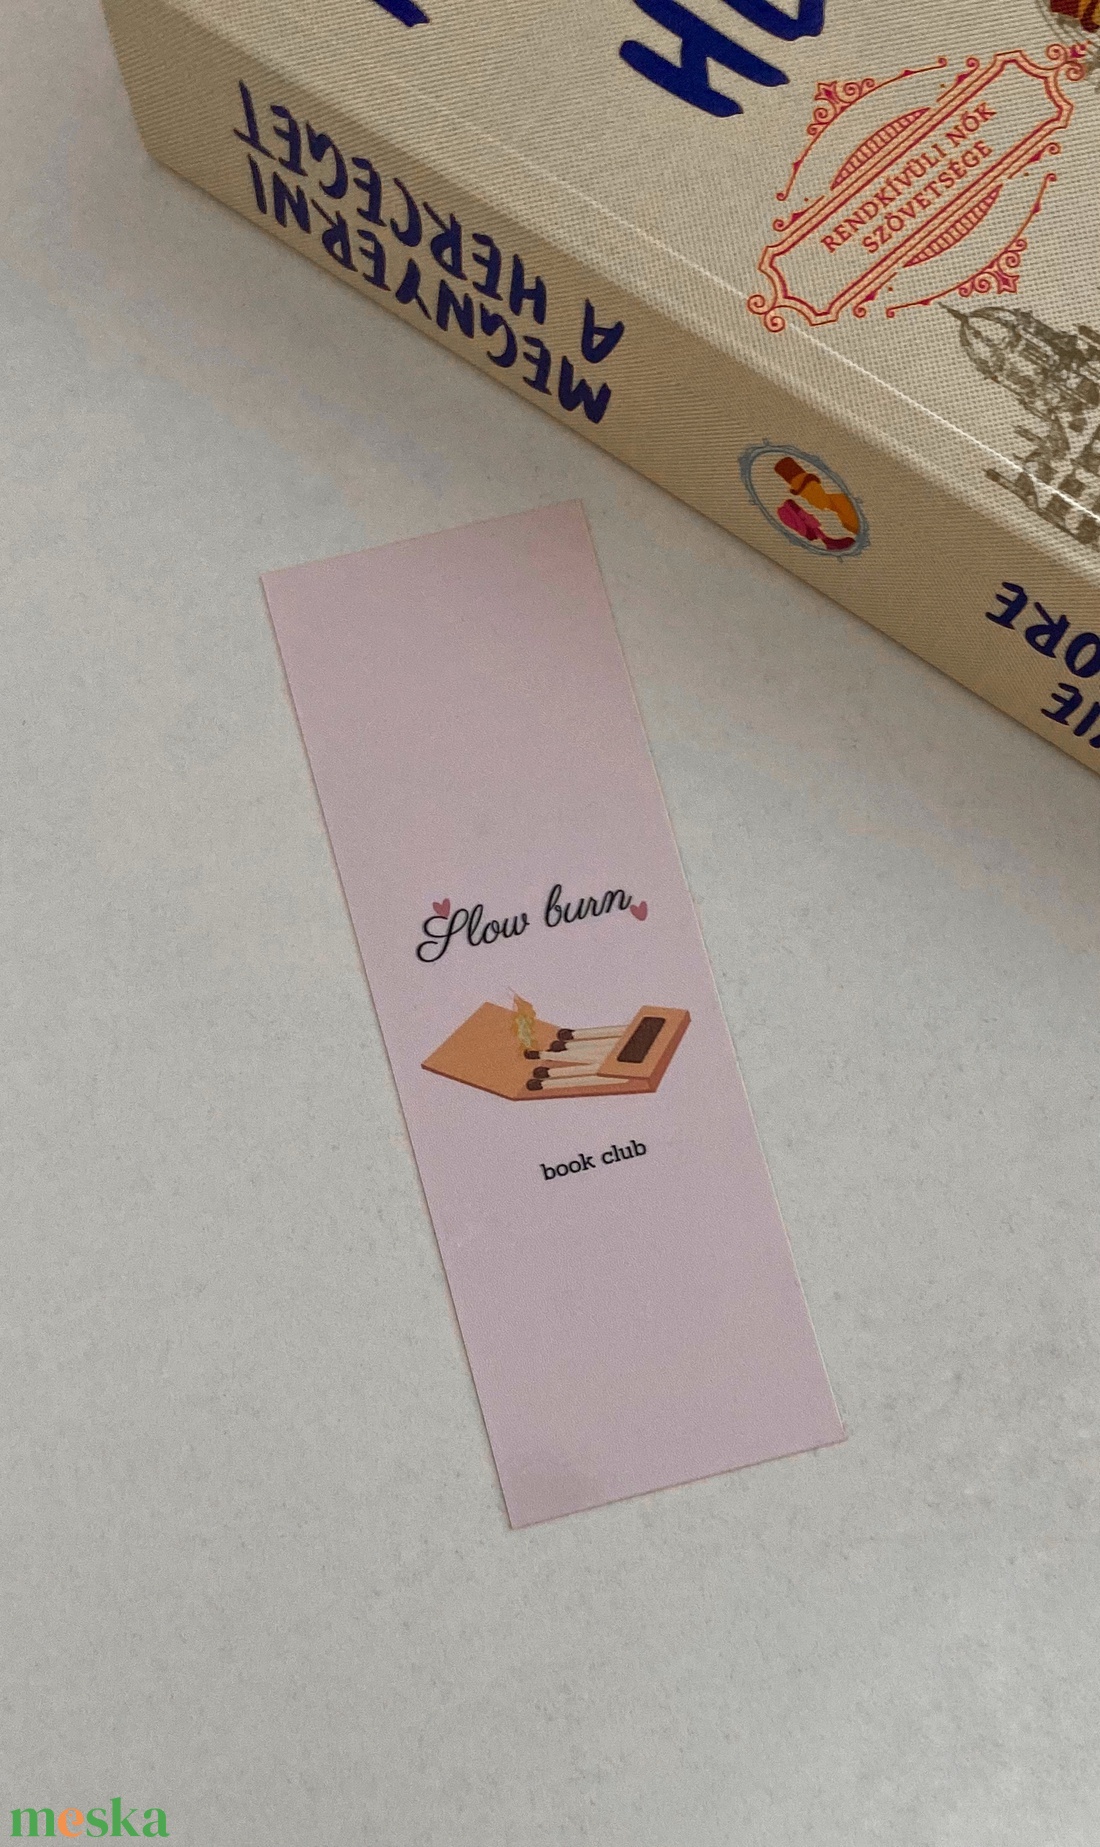 MEGNYERNI
A HERCEGET
RENDKÍVÜLI NŐK
SZÖVETSÉGE
Slow burn
book club
meska